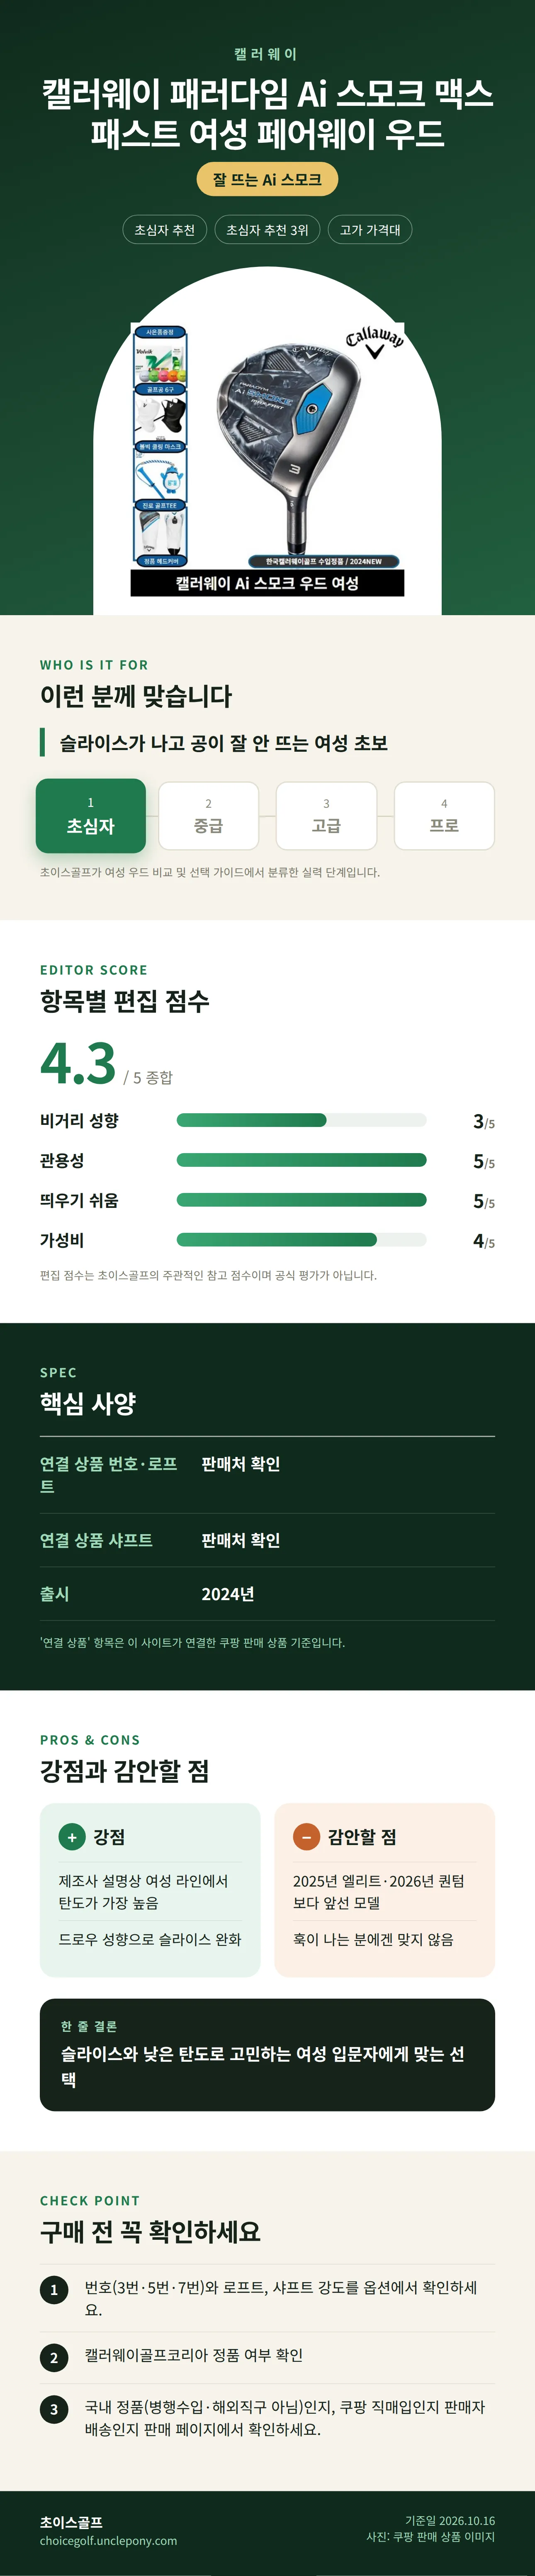 캘러웨이
캘러웨이 패러다임 Ai 스모크 맥스
패스트 여성 페어웨이 우드
잘 뜨는 Ai 스모크
초심자 추천
초심자 추천 3위
고가 가격대
사은품증정
Volvik
골프공 6구
볼빅 쿨링 마스크
진로 골프TEE
정품 헤드커버
Callaway
PARADYM
Ai SMOKE
MAX FAST
3
한국캘러웨이골프 수입정품 / 2024NEW
캘러웨이 Ai 스모크 우드 여성
WHO IS IT FOR
이런 분께 맞습니다
슬라이스가 나고 공이 잘 안 뜨는 여성 초보
1
초심자
2
중급
3
고급
4
프로
초이스골프가 여성 우드 비교 및 선택 가이드에서 분류한 실력 단계입니다.
EDITOR SCORE
항목별 편집 점수
4.3 / 5 종합
비거리 성향 3/5
관용성 5/5
띄우기 쉬움 5/5
가성비 4/5
편집 점수는 초이스골프의 주관적인 참고 점수이며 공식 평가가 아닙니다.
SPEC
핵심 사양
연결 상품 번호·로프
트
판매처 확인
연결 상품 샤프트 판매처 확인
출시 2024년
'연결 상품' 항목은 이 사이트가 연결한 쿠팡 판매 상품 기준입니다.
PROS & CONS
강점과 감안할 점
+ 강점
제조사 설명상 여성 라인에서
탄도가 가장 높음
드로우 성향으로 슬라이스 완화
− 감안할 점
2025년 엘리트·2026년 퀀텀
보다 앞선 모델
훅이 나는 분에겐 맞지 않음
한 줄 결론
슬라이스와 낮은 탄도로 고민하는 여성 입문자에게 맞는 선
택
CHECK POINT
구매 전 꼭 확인하세요
1 번호(3번·5번·7번)와 로프트, 샤프트 강도를 옵션에서 확인하세
요.
2 캘러웨이골프코리아 정품 여부 확인
3 국내 정품(병행수입·해외직구 아님)인지, 쿠팡 직매입인지 판매자
배송인지 판매 페이지에서 확인하세요.
초이스골프
choicegolf.unclepony.com
기준일 2026.10.16
사진: 쿠팡 판매 상품 이미지